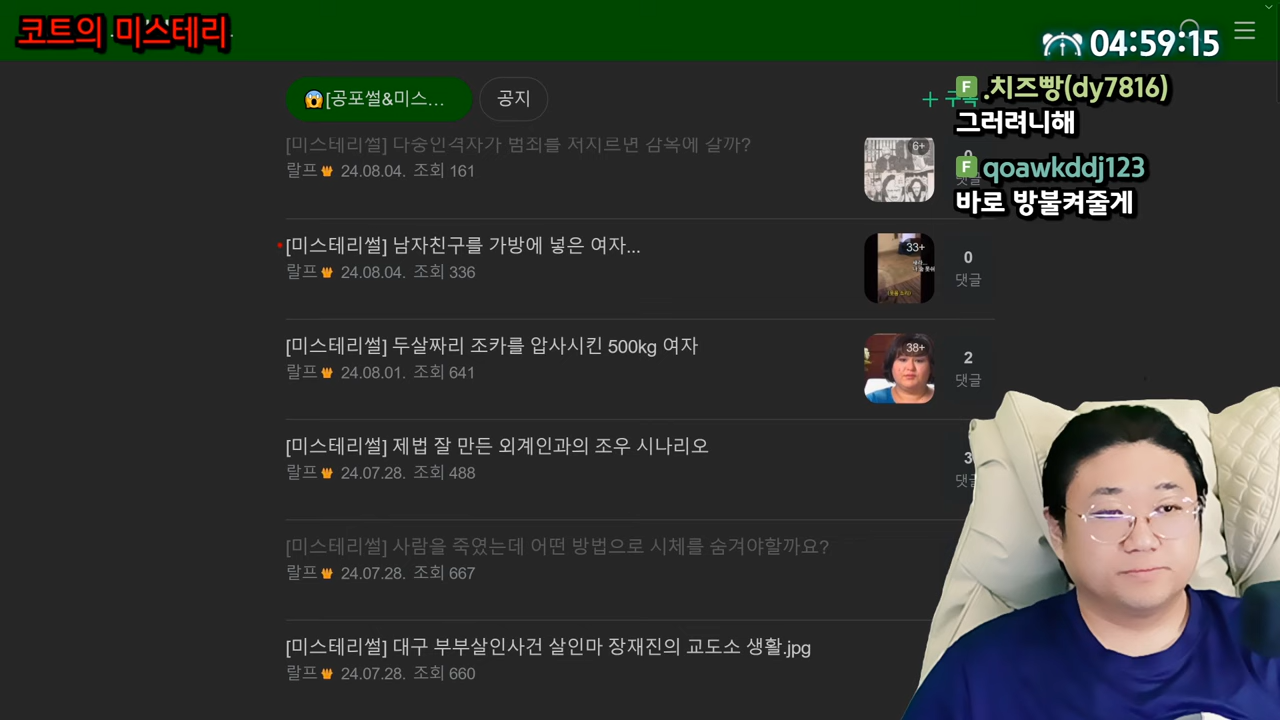 코트의 미스테리
04:59:15
😱[공포썰&미스...
공지
.치즈빵(dy7816)
그러려니해
qoawkddj123
바로 방불켜줄게
[미스테리썰] 다중인격자가 범죄를 저지르면 감옥에 갈까?
랄프 24.08.04. 조회 161
6+
[미스테리썰] 남자친구를 가방에 넣은 여자...
랄프 24.08.04. 조회 336
33+
0
댓글
[미스테리썰] 두살짜리 조카를 압사시킨 500kg 여자
랄프 24.08.01. 조회 641
38+
2
댓글
[미스테리썰] 제법 잘 만든 외계인과의 조우 시나리오
랄프 24.07.28. 조회 488
3
[미스테리썰] 사람을 죽였는데 어떤 방법으로 시체를 숨겨야할까요?
랄프 24.07.28. 조회 667
[미스테리썰] 대구 부부살인사건 살인마 장재진의 교도소 생활.jpg
랄프 24.07.28. 조회 660